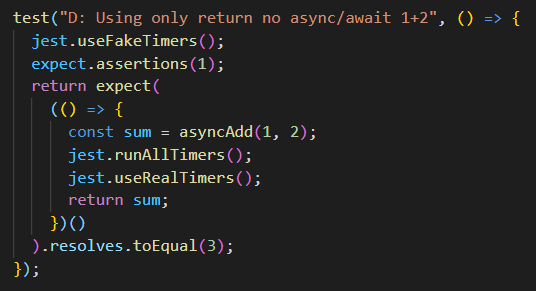 test("D: Using only return no async/await 1+2", () => {
  jest.useFakeTimers();
  expect.assertions(1);
  return expect(
    (() => {
      const sum = asyncAdd(1, 2);
      jest.runAllTimers();
      jest.useRealTimers();
      return sum;
    })()
  ).resolves.toEqual(3);
});